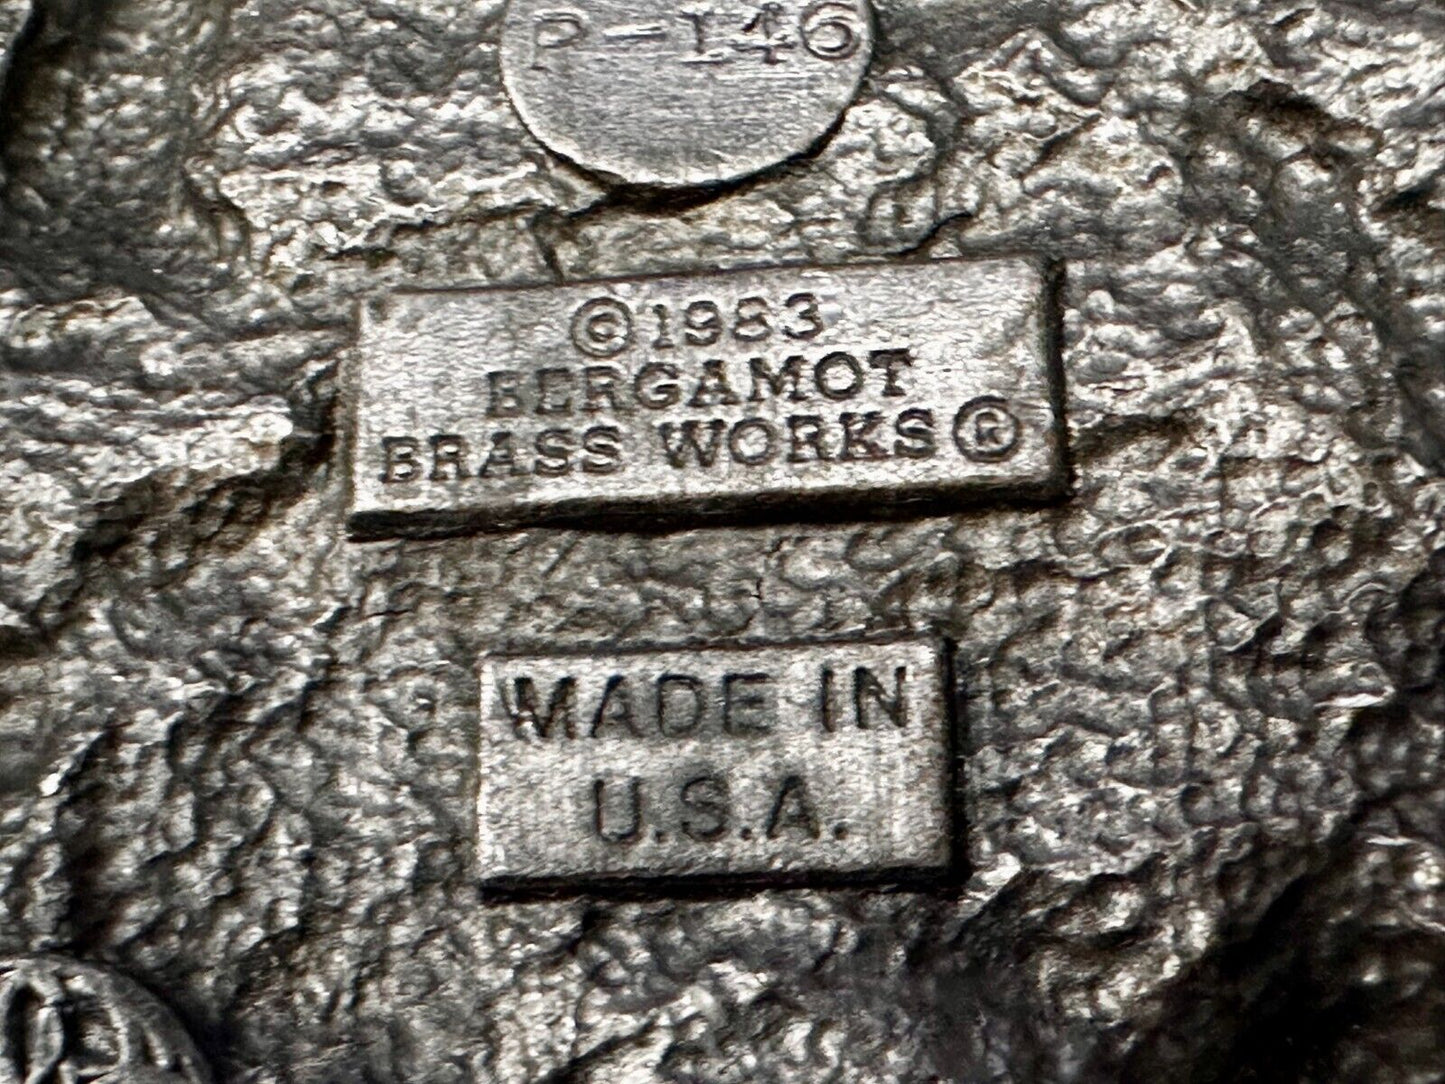 P-146
©1983
BERGAMOT
BRASS WORKS®
MADE IN
U.S.A.